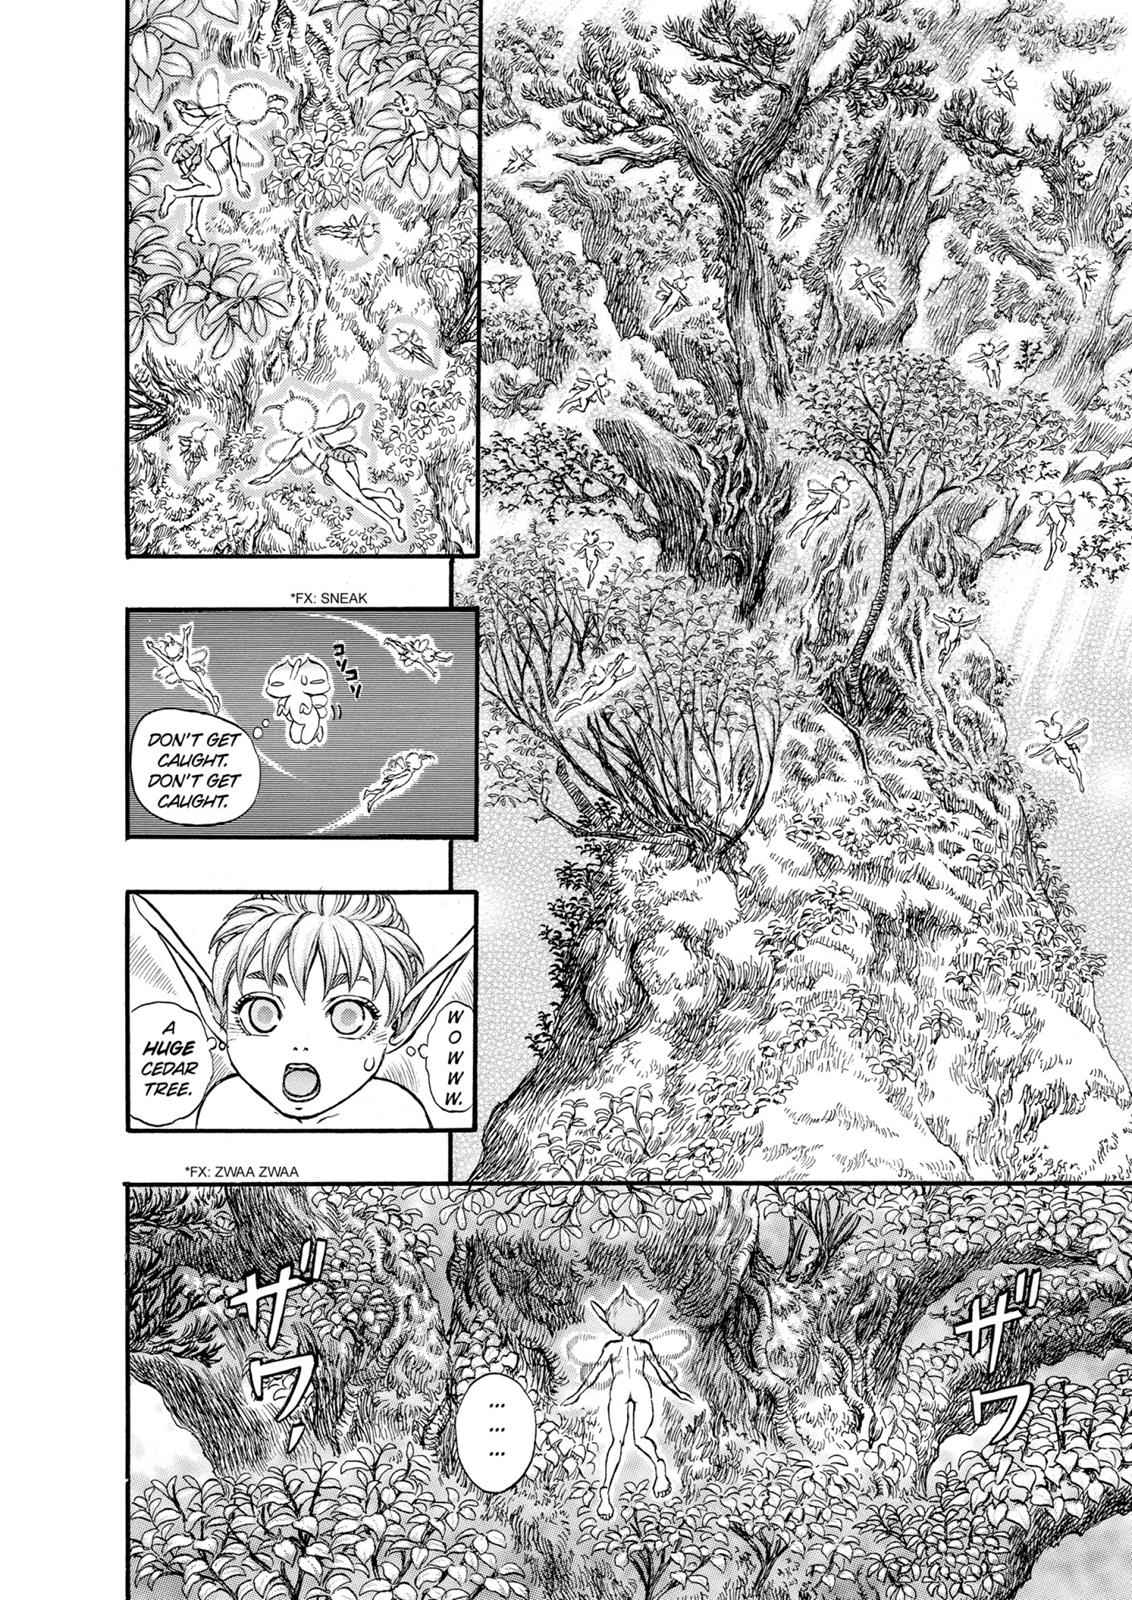 *FX: SNEAK
コソコソ
DON'T GET
CAUGHT.
DON'T GET
CAUGHT.
WOWWW.
A
HUGE
CEDAR
TREE.
*FX: ZWAA ZWAA
ザワ
ザワ
...
...
...